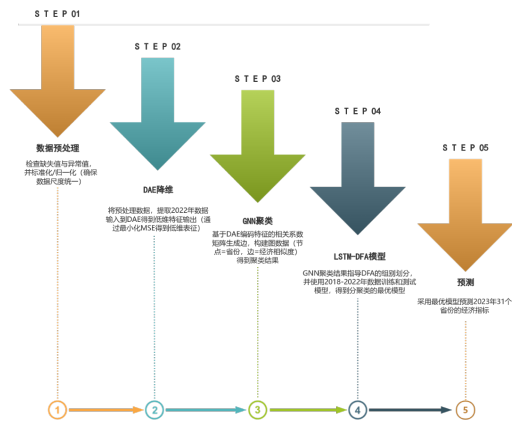 STEP 01
数据预处理
检查缺失值与异常值，
并标准化/归一化（确保
数据尺度统一）
STEP 02
DAE降维
将预处理数据，提取2022年数据
输入到DAE得到低维特征输出（通
过最小化MSE得到低维表征）
STEP 03
GNN聚类
基于DAE编码特征的相关系数
矩阵生成边，构建图数据（节
点=省份，边=经济相拟度）
得到聚类结果
STEP 04
LSTM-DFA模型
GNN聚类结果指导DFA的组别划分，
并使用2018-2022年数据训练和测试
模型，得到分聚类的最优模型
STEP 05
预测
采用最优模型预测2023年31个
省份的经济指标
1
2
3
4
5